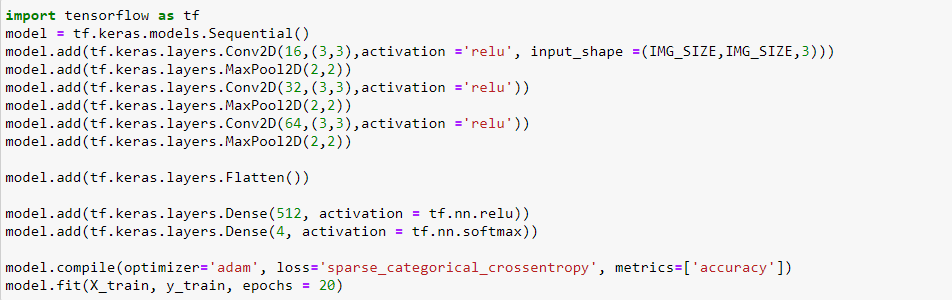 import tensorflow as tf
model = tf.keras.models.Sequential()
model.add(tf.keras.layers.Conv2D(16,(3,3),activation ='relu', input_shape =(IMG_SIZE,IMG_SIZE,3)))
model.add(tf.keras.layers.MaxPool2D(2,2))
model.add(tf.keras.layers.Conv2D(32,(3,3),activation ='relu'))
model.add(tf.keras.layers.MaxPool2D(2,2))
model.add(tf.keras.layers.Conv2D(64,(3,3),activation ='relu'))
model.add(tf.keras.layers.MaxPool2D(2,2))
model.add(tf.keras.layers.Flatten())
model.add(tf.keras.layers.Dense(512, activation = tf.nn.relu))
model.add(tf.keras.layers.Dense(4, activation = tf.nn.softmax))
model.compile(optimizer='adam', loss='sparse_categorical_crossentropy', metrics=['accuracy'])
model.fit(X_train, y_train, epochs = 20)